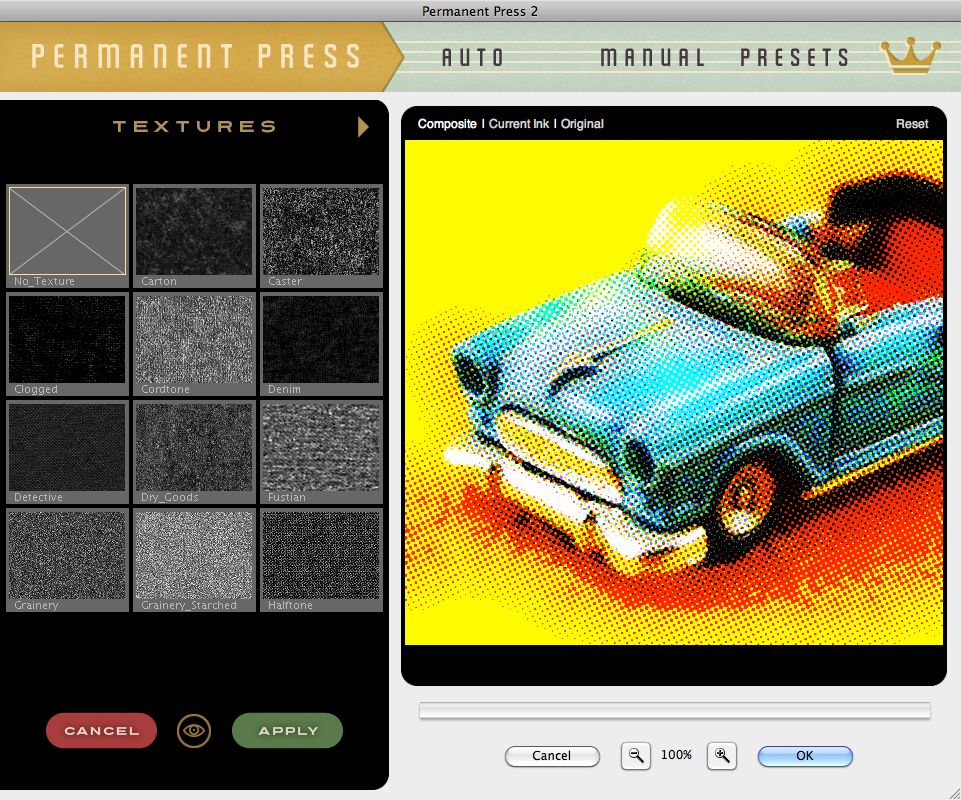 Permanent Press 2
PERMANENT PRESS
AUTO MANUAL PRESETS
TEXTURES
No_Texture Carton Caster
Clogged Cordtone Denim
Detective Dry_Goods Fustian
Grainery Grainery_Starched Halftone
CANCEL APPLY
Composite | Current Ink | Original Reset
Cancel 100% OK